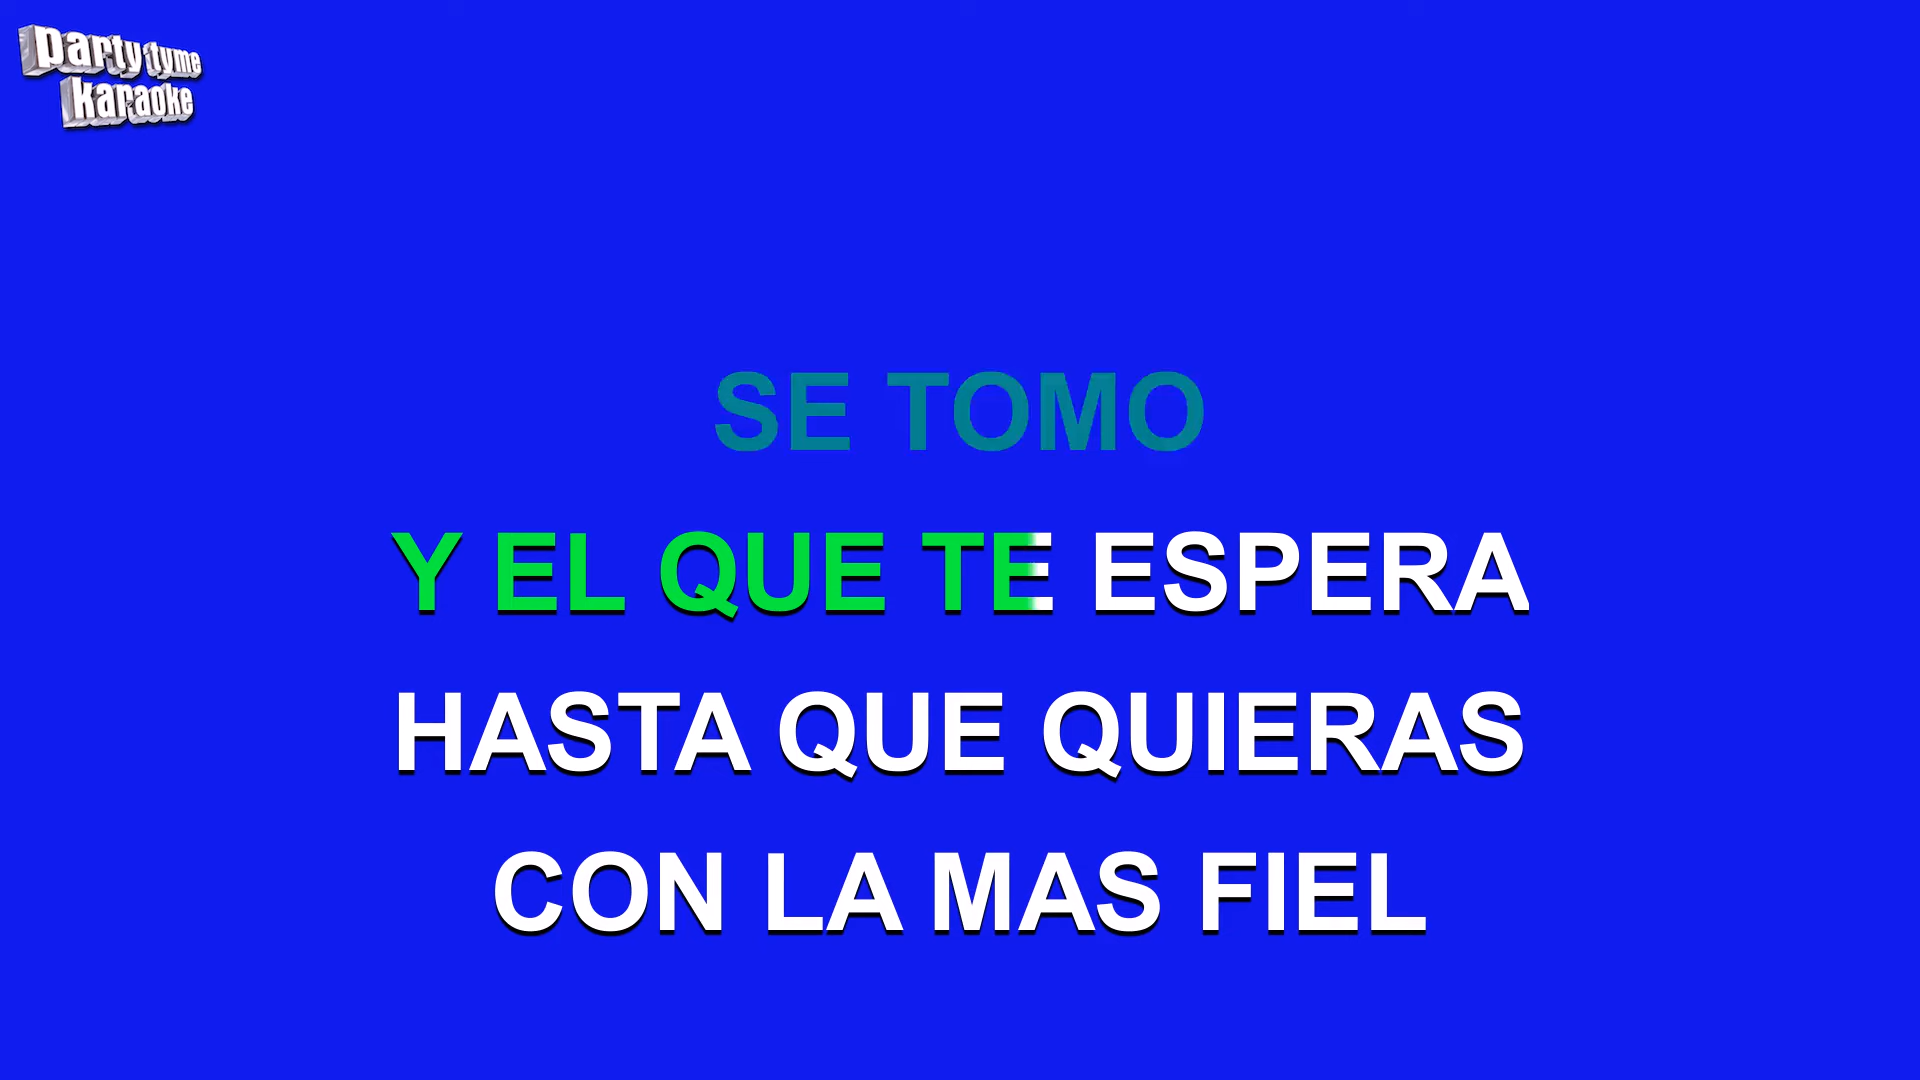 party tyme
karaoke
SE TOMO
Y EL QUE TE ESPERA
HASTA QUE QUIERAS
CON LA MAS FIEL